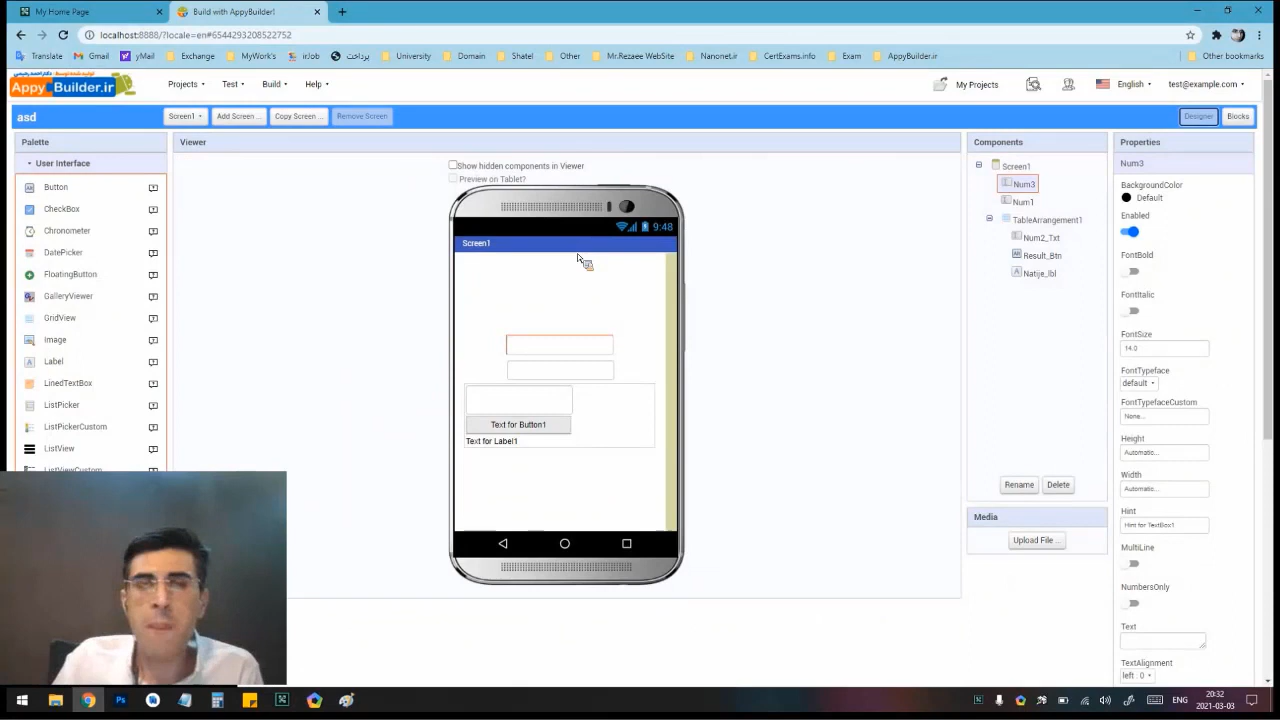 My Home Page
Build with AppyBuilder!
localhost:8888/?locale=en#6544293208522752
Translate
Gmail
yMail
Exchange
MyWork's
irJob
پرداخت
University
Domain
Shatel
Other
Mr.Rezaee WebSite
Nanonet.ir
CertExams.info
Exam
AppyBuilder.ir
Other bookmarks
AppyBuilder.ir
Projects
Test
Build
Help
My Projects
English
test@example.com
asd
Screen1
Add Screen ...
Copy Screen ...
Remove Screen
Designer
Blocks
Palette
Viewer
Components
Properties
User Interface
Button
CheckBox
Chronometer
DatePicker
FloatingButton
GalleryViewer
GridView
Image
Label
LinedTextBox
ListPicker
ListPickerCustom
ListView
ListViewCustom
Show hidden components in Viewer
Preview on Tablet?
9:48
Screen1
Text for Button1
Text for Label1
Screen1
Num3
Num1
TableArrangement1
Num2_Txt
Result_Btn
Natije_lbl
Rename
Delete
Media
Upload File ...
Num3
BackgroundColor
Default
Enabled
FontBold
FontItalic
FontSize
14.0
FontTypeface
default
FontTypefaceCustom
None...
Height
Automatic...
Width
Automatic...
Hint
Hint for TextBox1
MultiLine
NumbersOnly
Text
TextAlignment
left : 0
ENG
20:32
2021-03-03